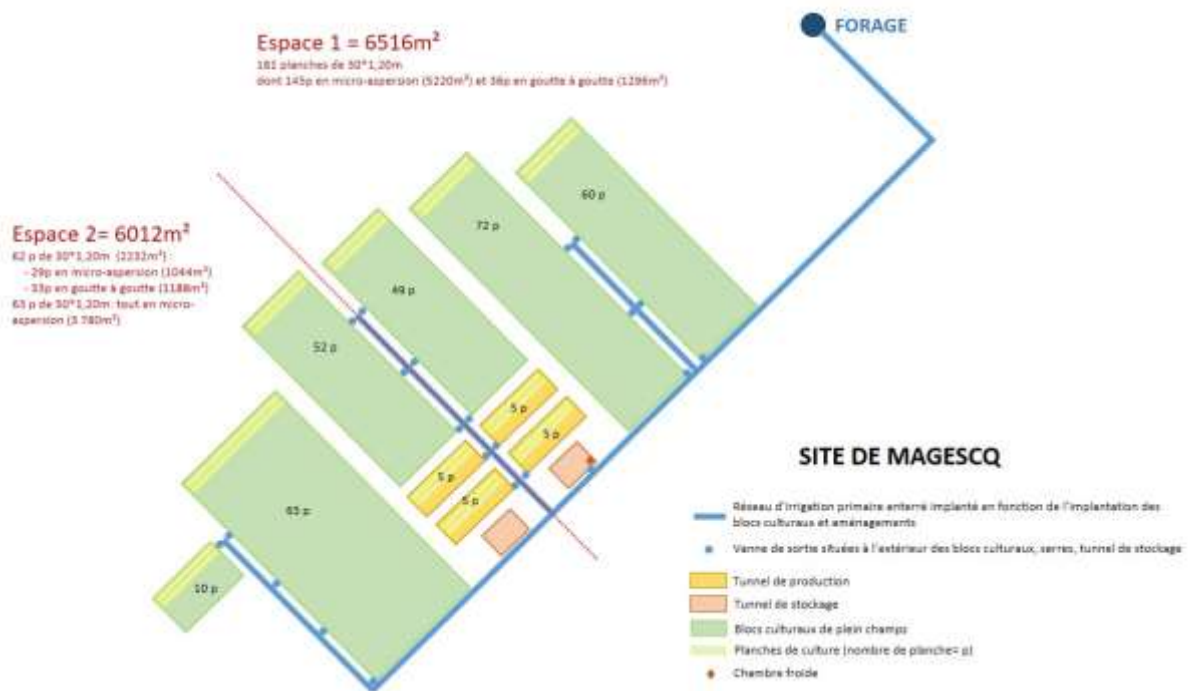 FORAGE
Espace 1 = 6516m²
181 planches de 30*1,20m
dont 145p en micro-aspersion (5220m²) et 36p en goutte à goutte (1296m²)
60 p
72 p
Espace 2= 6012m²
62 p de 30*1,20m (2232m²) :
- 29p en micro-aspersion (1044m²)
- 33p en goutte à goutte (1188m²)
63 p de 50*1,20m: tout en micro-
aspersion (3 780m²)
49 p
52 p
5 p
5 p
5 p
5 p
63 p
10 p
SITE DE MAGESCQ
Réseau d'irrigation primaire enterré implanté en fonction de l'implantation des
blocs culturaux et aménagements
Vanne de sortie situées à l'extérieur des blocs culturaux, serres, tunnel de stockage
Tunnel de production
Tunnel de stockage
Blocs culturaux de plein champs
Planches de culture (nombre de planche= p)
Chambre froide